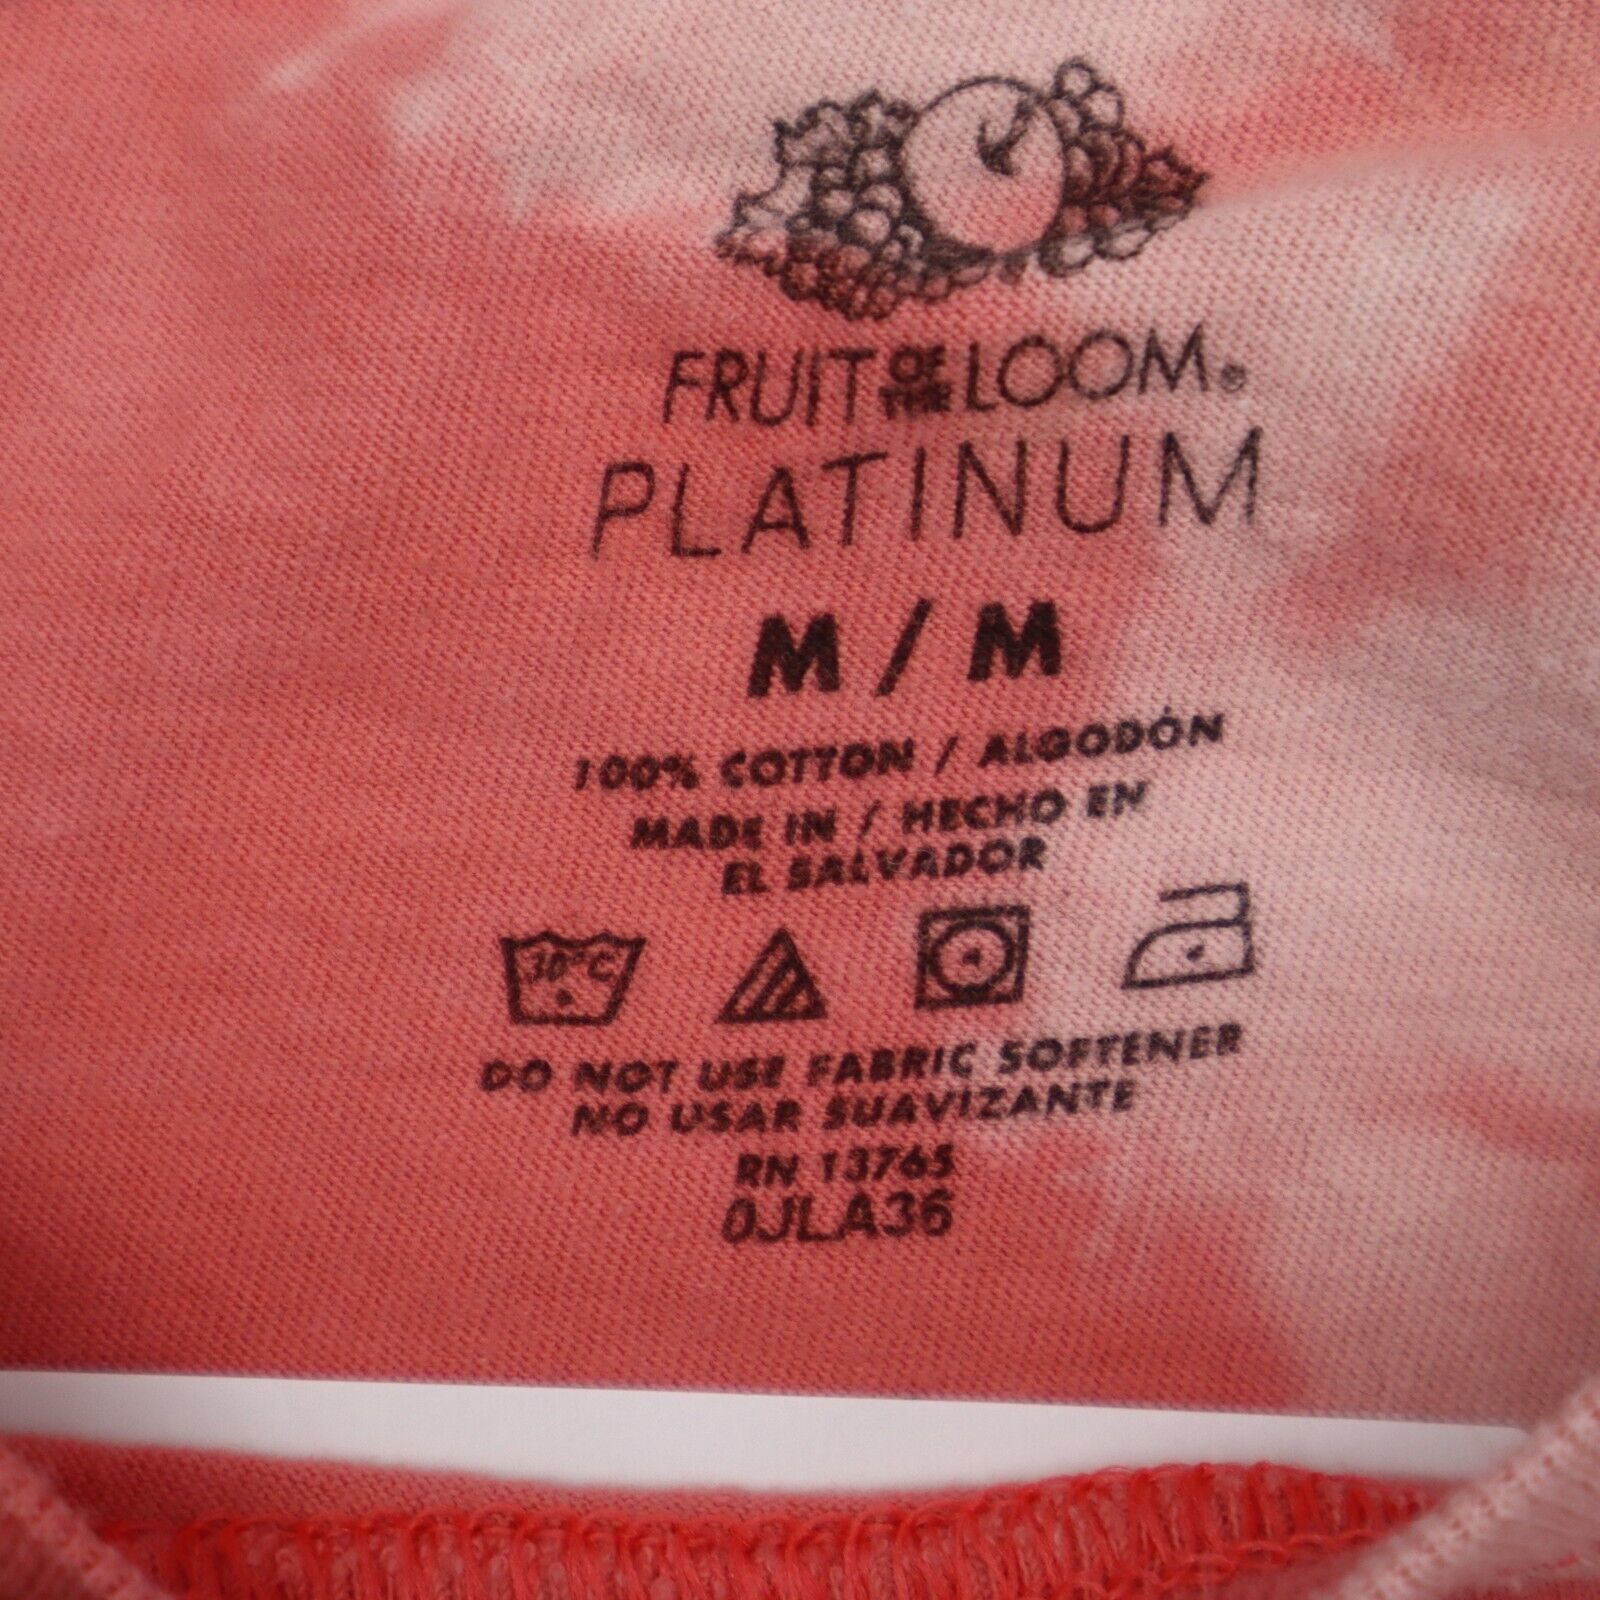 FRUIT OF THE LOOM®
PLATINUM
M / M
100% COTTON / ALGODÓN
MADE IN / HECHO EN
EL SALVADOR
30°C
DO NOT USE FABRIC SOFTENER
NO USAR SUAVIZANTE
RN 13765
0JLA36